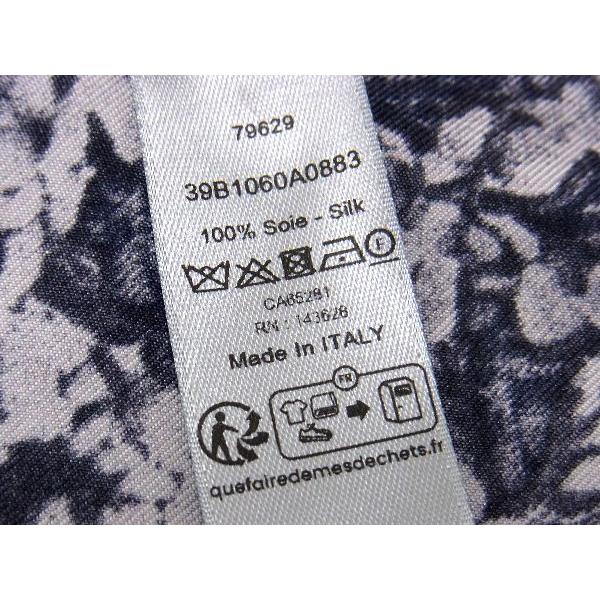 79629
39B1060A0883
100% Soie - Silk
F
CA65281
RN : 143628
Made In ITALY
FR
quefairedemesdechets.fr